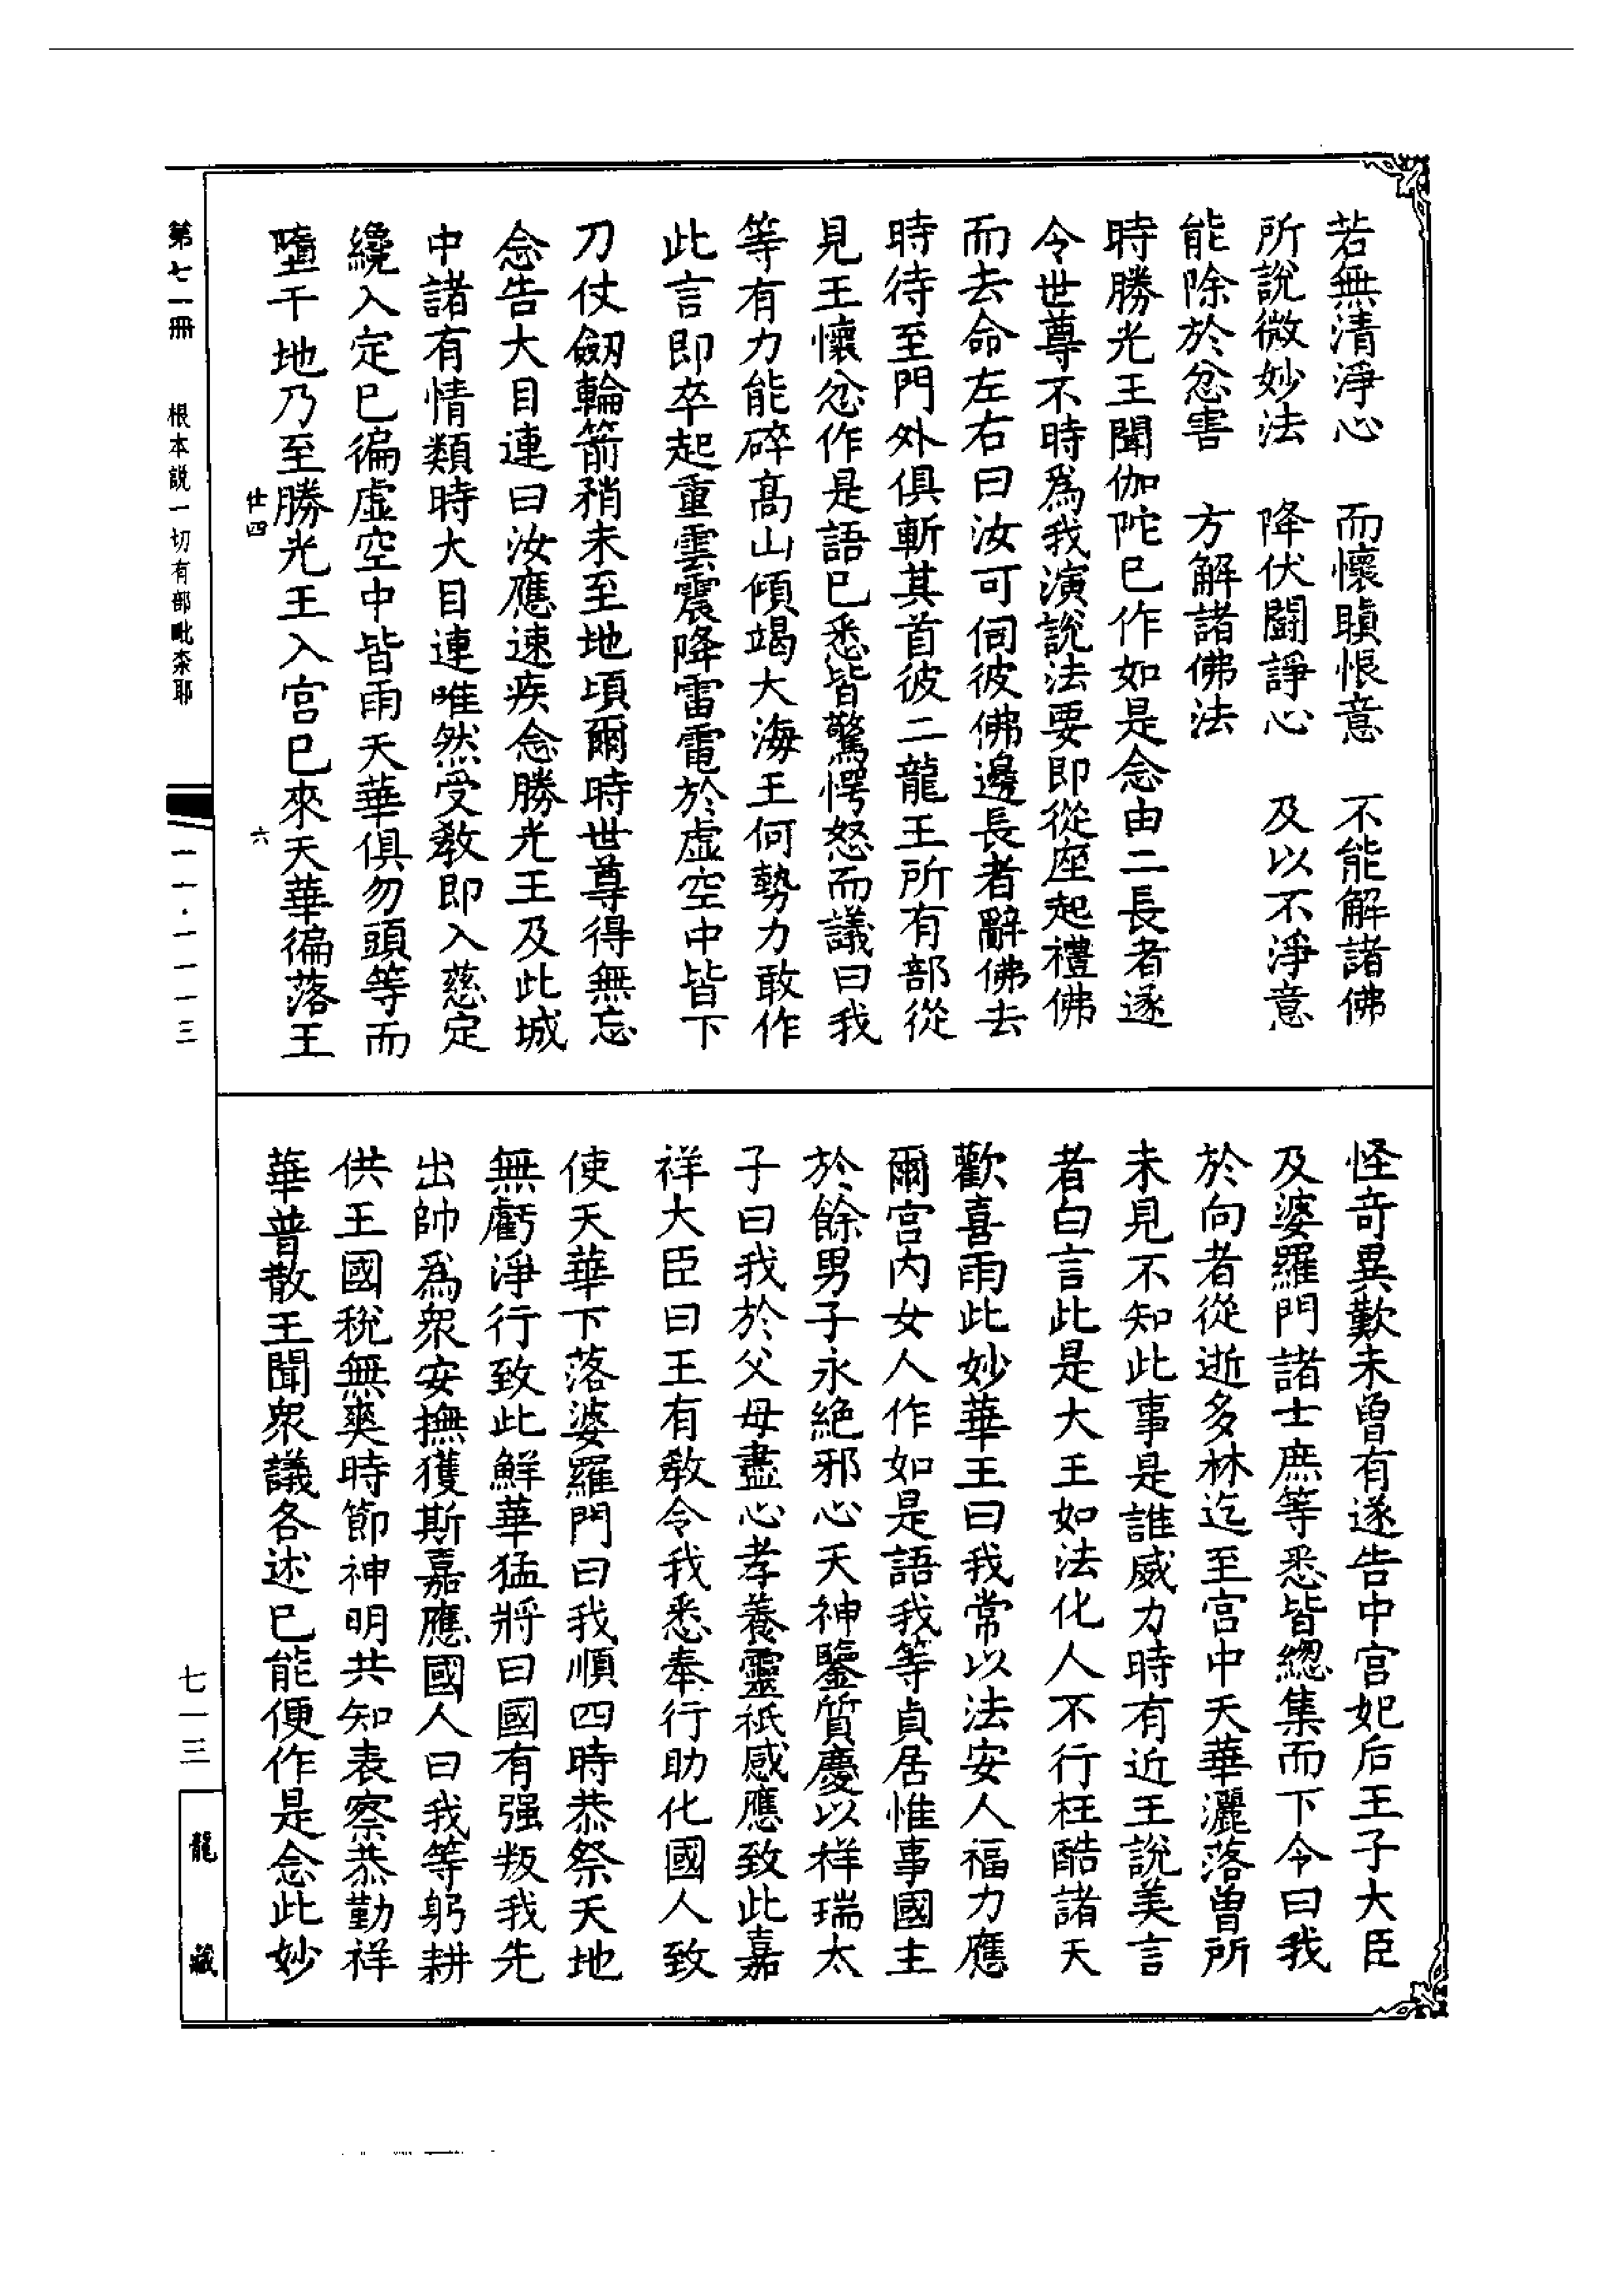 若無清淨心　而懷瞋恨意　不能解諸佛
所說微妙法　降伏鬪諍心　及以不淨意
能除於忿害　方解諸佛法
時勝光王聞伽陀已作如是念由二長者遂
令世尊不時爲我演說法要即從座起禮佛
而去命左右曰汝可伺彼佛邊長者辭佛去
時待至門外俱斬其首彼二龍王所有部從
見王懷忿作是語已悉皆驚愕怒而議曰我
等有力能碎高山傾竭大海王何勢力敢作
此言即卒起重雲震降雷電於虛空中皆下
刀仗劒輪箭矟未至地頃爾時世尊得無忘
念告大目連曰汝應速疾念勝光王及此城
中諸有情類時大目連唯然受教即入慈定
纔入定已徧虛空中皆雨天華俱勿頭等而
墮于地乃至勝光王入宮已來天華徧落王
怪奇異歎未曾有遂告中宮妃后王子大臣
及婆羅門諸士庶等悉皆總集而下令曰我
於向者從逝多林迄至宮中天華灑落曾所
未見不知此事是誰威力時有近王說美言
者白言此是大王如法化人不行枉酷諸天
歡喜雨此妙華王曰我常以法安人福力應
爾宮內女人作如是語我等貞居惟事國主
於餘男子永絕邪心天神鑒質慶以祥瑞太
子曰我於父母盡心孝養靈祇感應致此嘉
祥大臣曰王有教令我悉奉行助化國人致
使天華下落婆羅門曰我順四時恭祭天地
無虧淨行致此鮮華猛將曰國有强叛我先
出帥爲眾安撫獲斯嘉應國人曰我等躬耕
供王國稅無爽時節神明共知表察恭勤祥
華普散王聞眾議各述已能便作是念此妙
第七一冊　根本說一切有部毗奈耶
廿四　六
一一·一一一三
七一三
龍藏